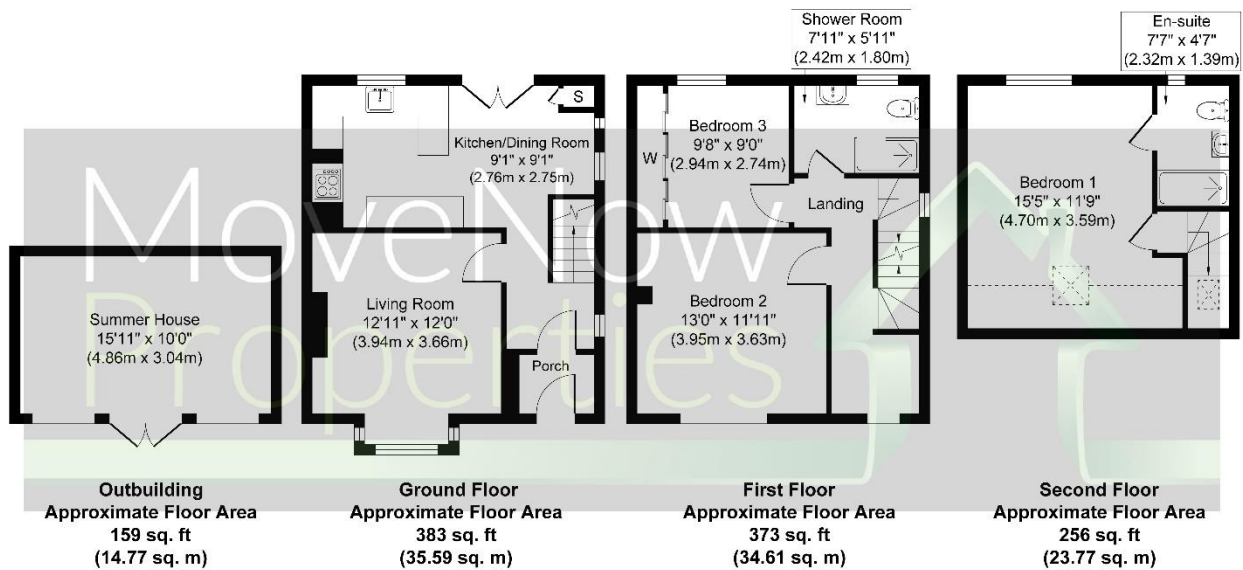 Shower Room
7'11" x 5'11"
(2.42m x 1.80m)
En-suite
7'7" x 4'7"
(2.32m x 1.39m)
S
Kitchen/Dining Room
9'1" x 9'1"
(2.76m x 2.75m)
Bedroom 3
9'8" x 9'0"
(2.94m x 2.74m)
W
Landing
Bedroom 1
15'5" x 11'9"
(4.70m x 3.59m)
MoveNow
Properties
Summer House
15'11" x 10'0"
(4.86m x 3.04m)
Living Room
12'11" x 12'0"
(3.94m x 3.66m)
Porch
Bedroom 2
13'0" x 11'11"
(3.95m x 3.63m)
Outbuilding
Approximate Floor Area
159 sq. ft
(14.77 sq. m)
Ground Floor
Approximate Floor Area
383 sq. ft
(35.59 sq. m)
First Floor
Approximate Floor Area
373 sq. ft
(34.61 sq. m)
Second Floor
Approximate Floor Area
256 sq. ft
(23.77 sq. m)